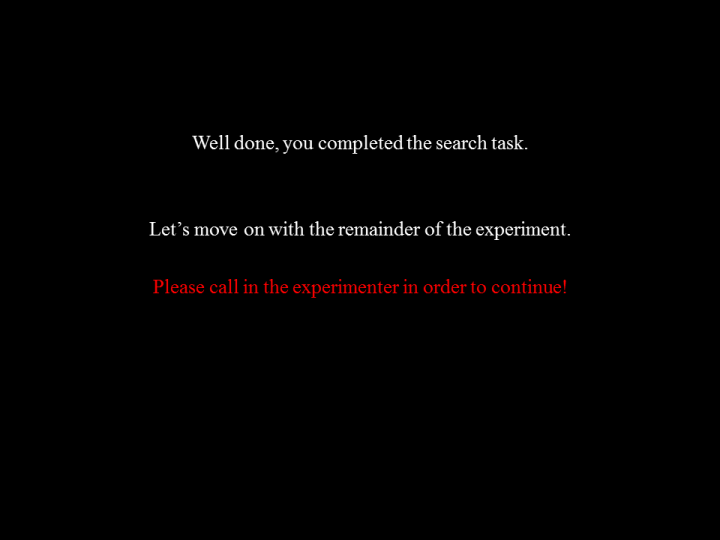 Well done, you completed the search task.
Let’s move on with the remainder of the experiment.
Please call in the experimenter in order to continue!